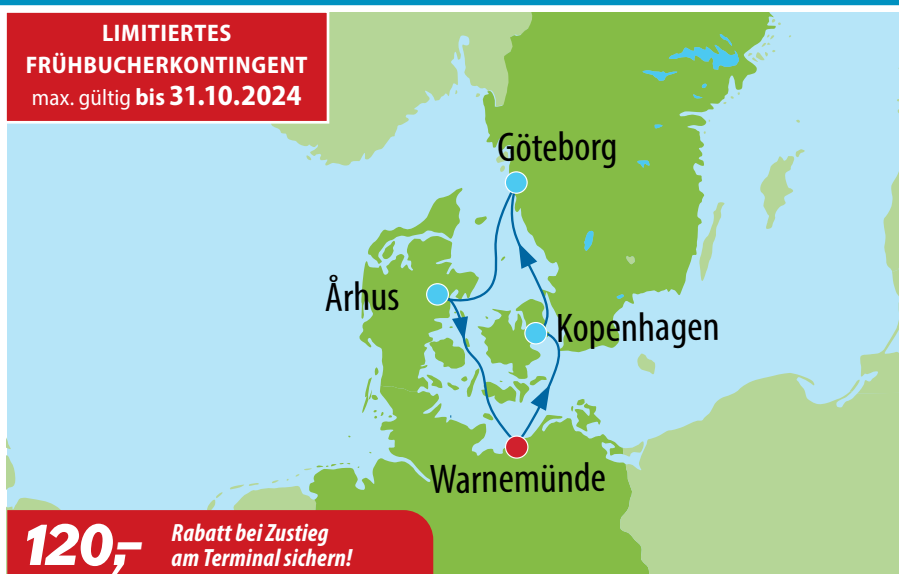 LIMITIERTES
FRÜHBUCHERKONTINGENT
max. gültig bis 31.10.2024
Göteborg
Århus
Kopenhagen
Warnemünde
120,-
Rabatt bei Zustieg
am Terminal sichern!